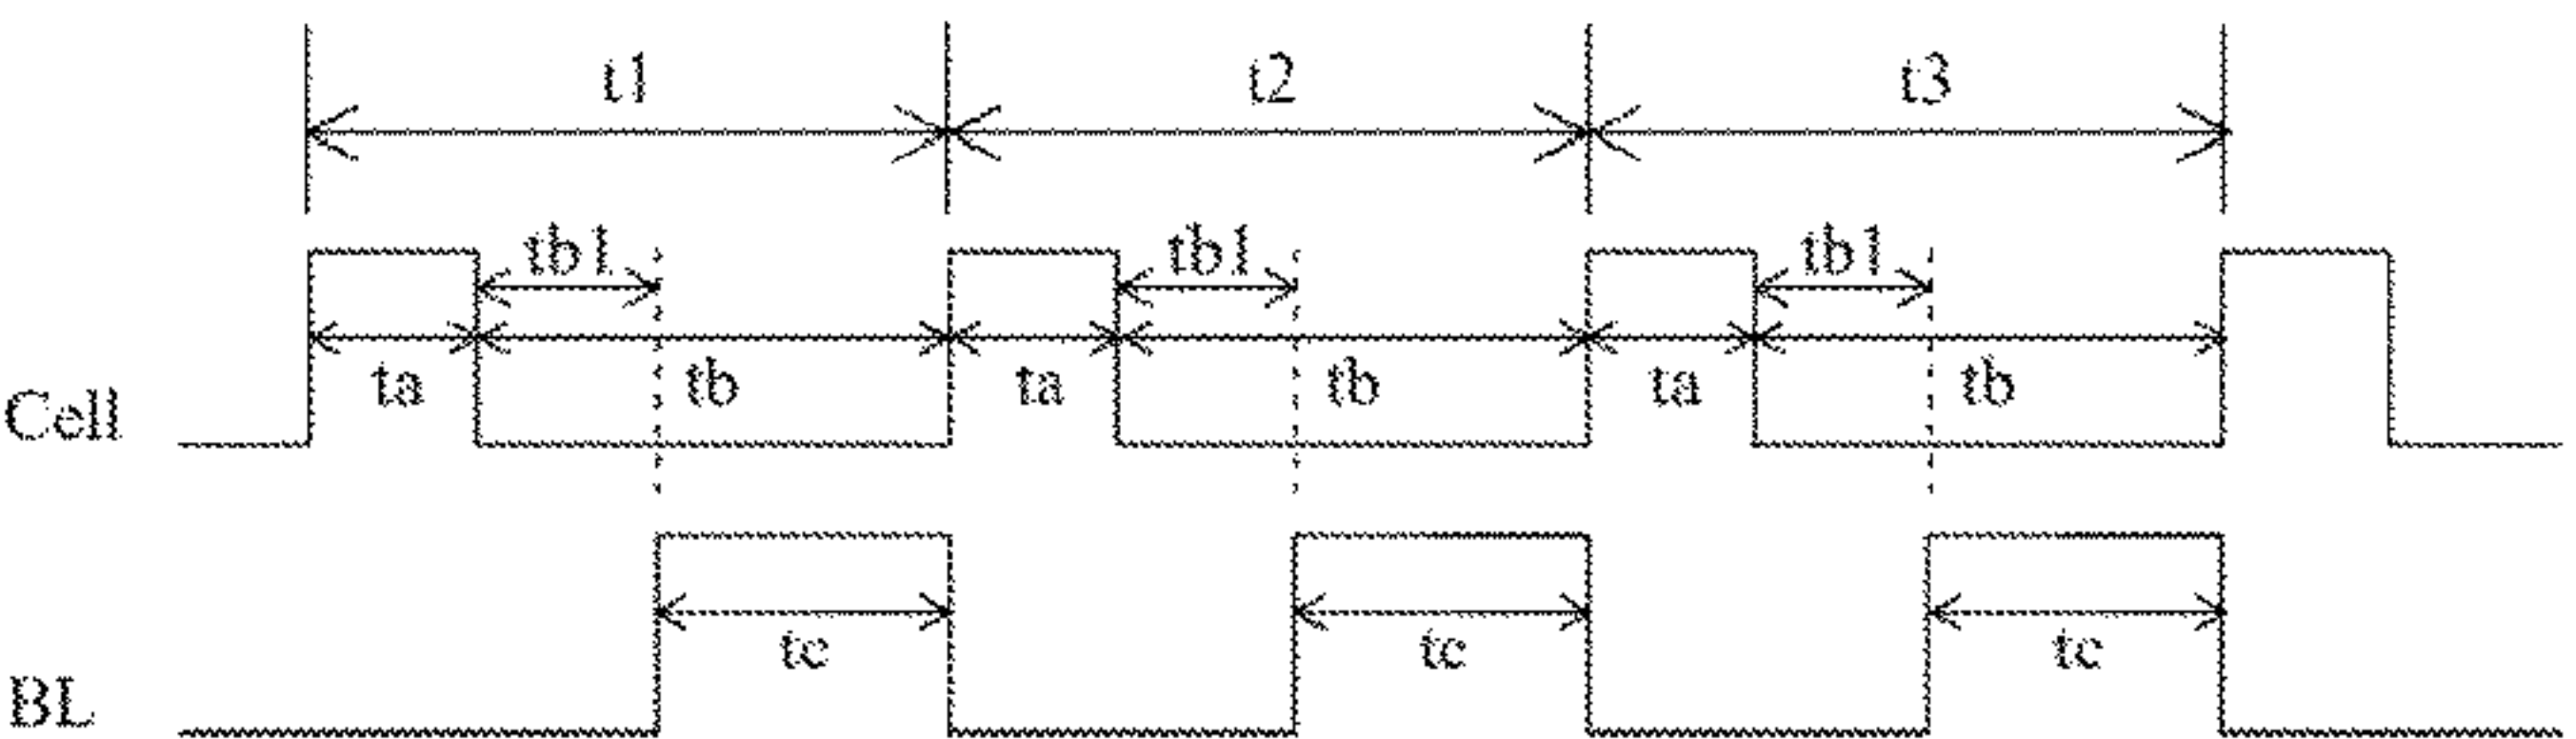 t1 t2 t3
tb1 tb1 tb1
ta tb ta tb ta tb
Cell
tc tc tc
BL